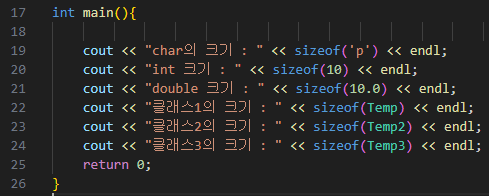 17 int main(){
18
19 cout << "char의 크기 : " << sizeof('p') << endl;
20 cout << "int 크기 : " << sizeof(10) << endl;
21 cout << "double 크기 : " << sizeof(10.0) << endl;
22 cout << "클래스1의 크기 : " << sizeof(Temp) << endl;
23 cout << "클래스2의 크기 : " << sizeof(Temp2) << endl;
24 cout << "클래스3의 크기 : " << sizeof(Temp3) << endl;
25 return 0;
26 }